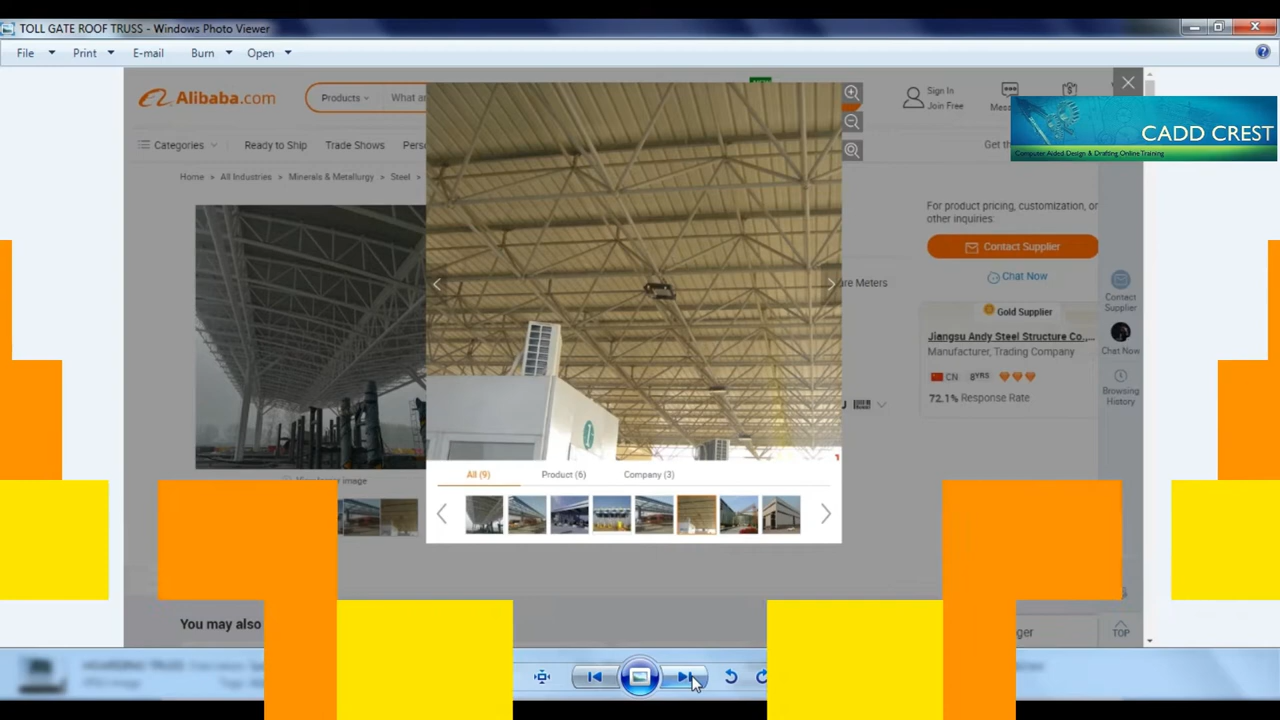 TOLL GATE ROOF TRUSS - Windows Photo Viewer
File Print E-mail Burn Open
Alibaba.com
Products
What
Sign In
Join Free
CADD CREST
Computer Aided Design & Drafting Online Training
Categories Ready to Ship Trade Shows
Home > All Industries > Minerals & Metallurgy > Steel >
For product pricing, customization, or
other inquiries:
Contact Supplier
Chat Now
Meters
Gold Supplier
Jiangsu Andy Steel Structure Co.,...
Manufacturer, Trading Company
CN 8YRS
72.1% Response Rate
Contact
Supplier
Chat Now
Browsing
History
All (9) Product (6) Company (3)
You may also
TOP